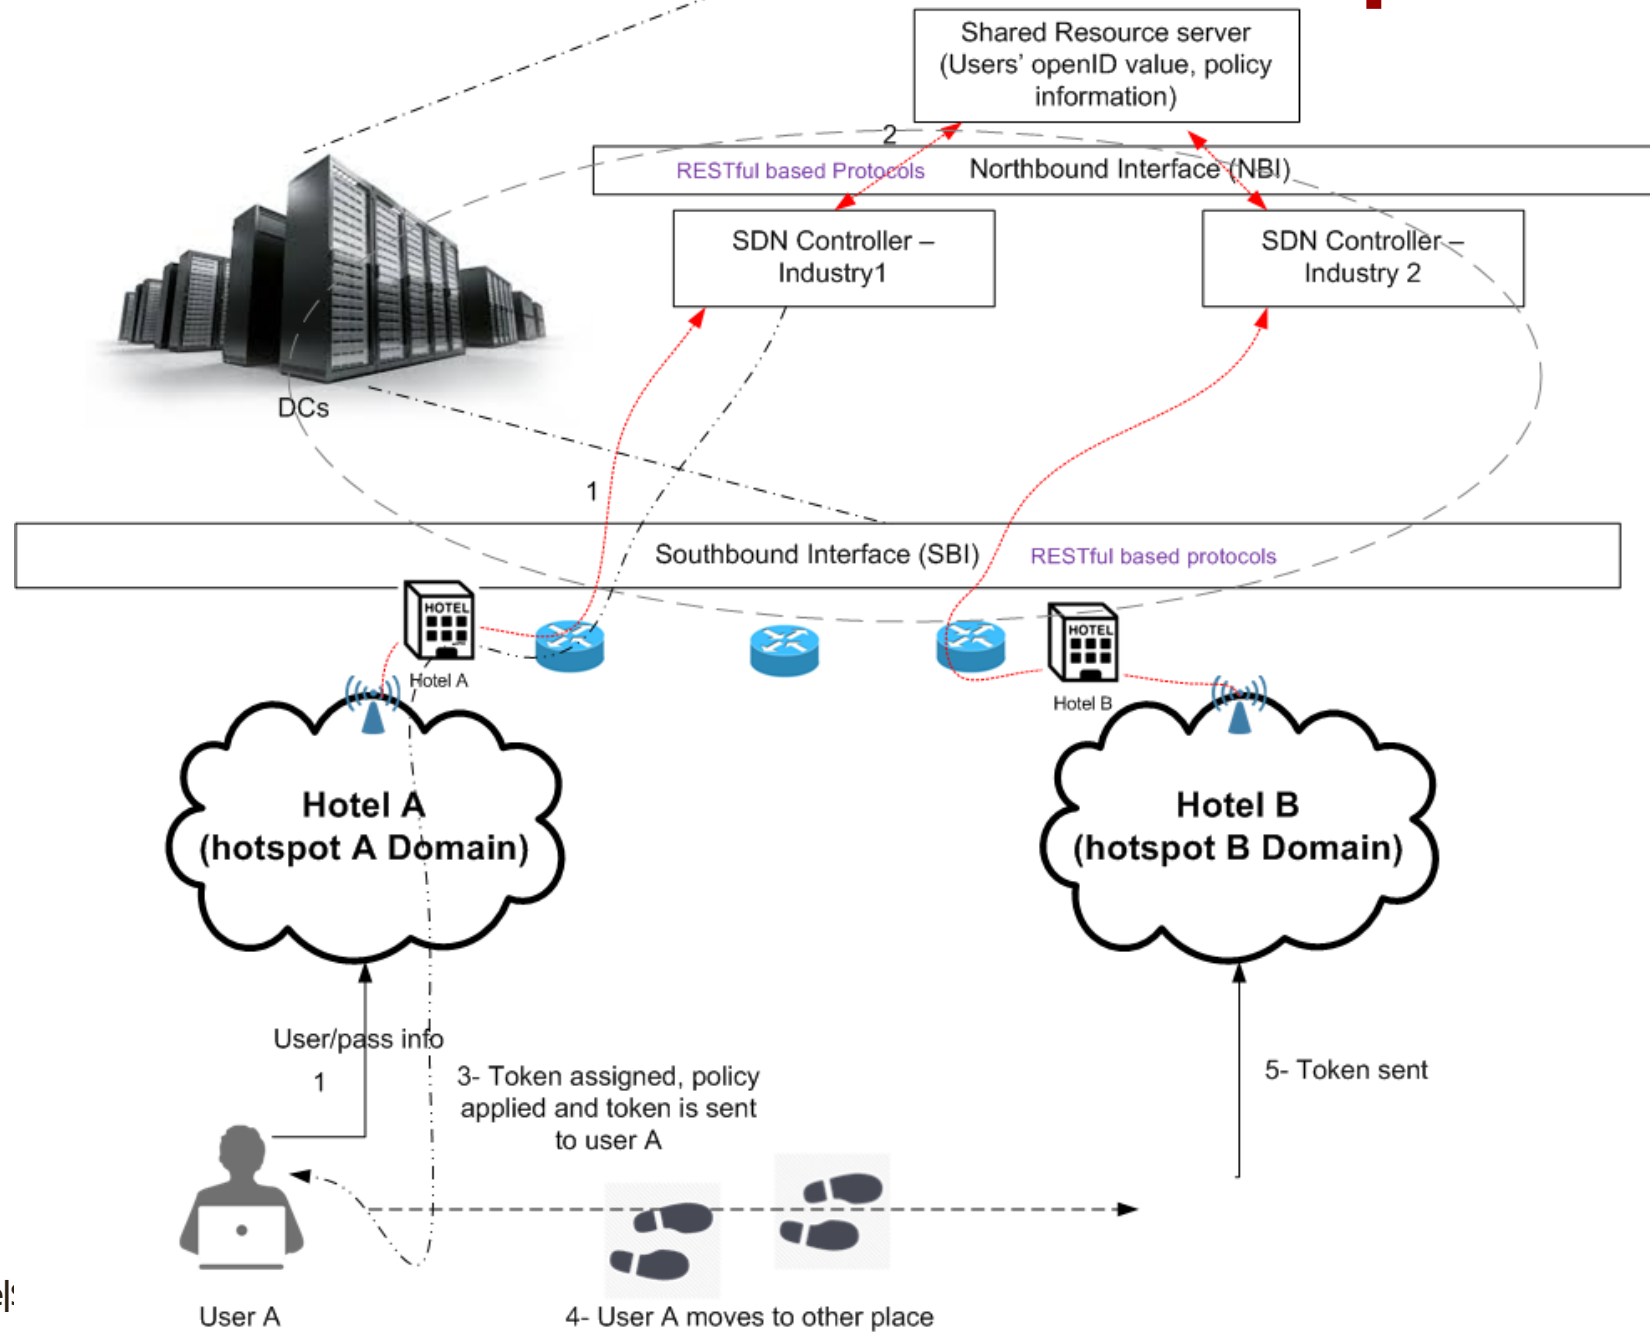 Shared Resource server
(Users' openID value, policy
information)
2
RESTful based Protocols
Northbound Interface (NBI)
SDN Controller –
Industry1
SDN Controller –
Industry 2
DCs
1
Southbound Interface (SBI)
RESTful based protocols
HOTEL
Hotel A
HOTEL
Hotel B
Hotel A
(hotspot A Domain)
Hotel B
(hotspot B Domain)
User/pass info
1
3- Token assigned, policy
applied and token is sent
to user A
5- Token sent
User A
4- User A moves to other place